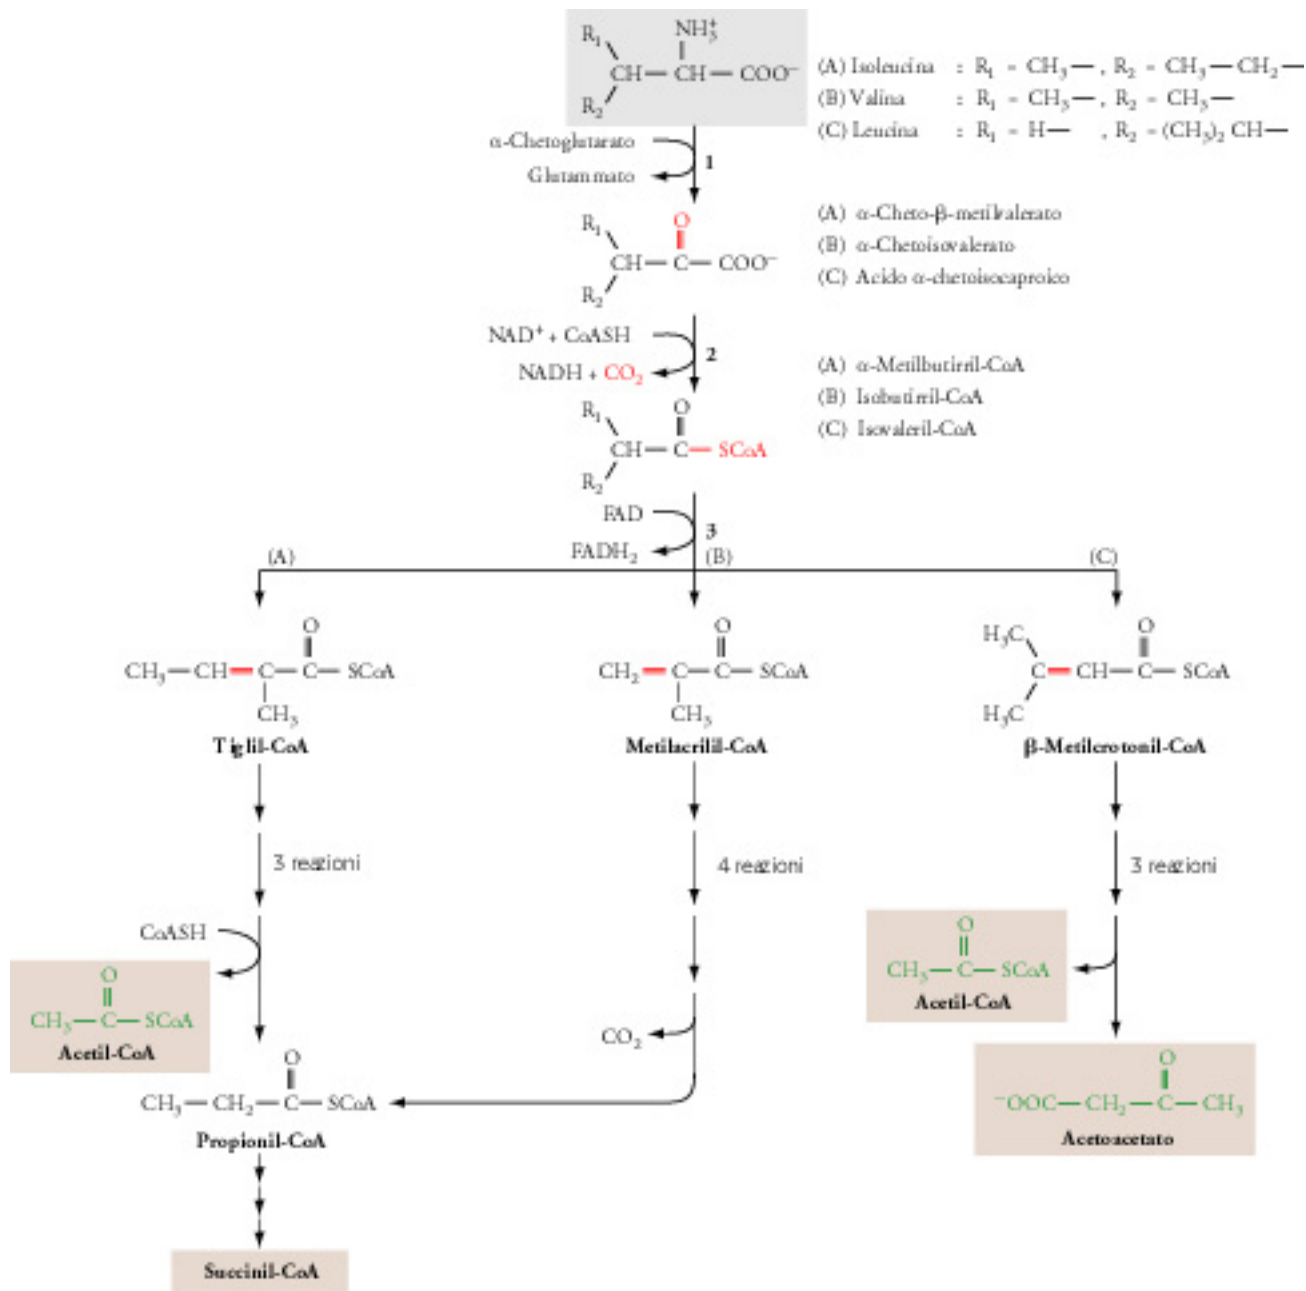 R₁ NH₃⁺
CH — CH — COO⁻
R₂
(A) Isoleucina : R₁ = CH₃—, R₂ = CH₃—CH₂—
(B) Valina : R₁ = CH₃—, R₂ = CH₃—
(C) Leucina : R₁ = H— , R₂ = (CH₃)₂ CH—
α-Chetoglutarato
1
Glutammato
R₁ O
CH — C — COO⁻
R₂
(A) α-Cheto-β-metilvalerato
(B) α-Chetoisovalerato
(C) Acido α-chetoisocaproico
NAD⁺ + CoASH
2
NADH + CO₂
(A) α-Metilbutirril-CoA
(B) Isobutirril-CoA
(C) Isovaleril-CoA
R₁ O
CH — C — SCoA
R₂
FAD
3
FADH₂
(A) (B) (C)
O
CH₃—CH=C—C—SCoA
CH₃
Tiglil-CoA
O
CH₂=C—C—SCoA
CH₃
Metilacrilil-CoA
H₃C O
C=CH—C—SCoA
H₃C
β-Metilcrotonil-CoA
3 reazioni
4 reazioni
3 reazioni
CoASH
O
CH₃—C—SCoA
Acetil-CoA
O
CH₃—C—SCoA
Acetil-CoA
CO₂
O
CH₃—CH₂—C—SCoA
Propionil-CoA
O
⁻OOC—CH₂—C—CH₃
Acetoacetato
Succinil-CoA